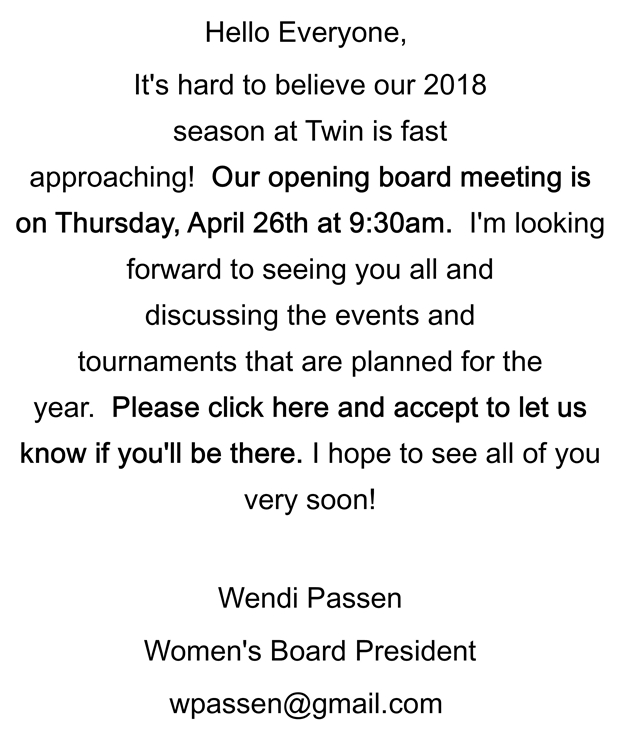 Hello Everyone,
It's hard to believe our 2018
season at Twin is fast
approaching!  Our opening board meeting is
on Thursday, April 26th at 9:30am.  I'm looking
forward to seeing you all and
discussing the events and
tournaments that are planned for the
year.  Please click here and accept to let us
know if you'll be there. I hope to see all of you
very soon!
Wendi Passen
Women's Board President
wpassen@gmail.com